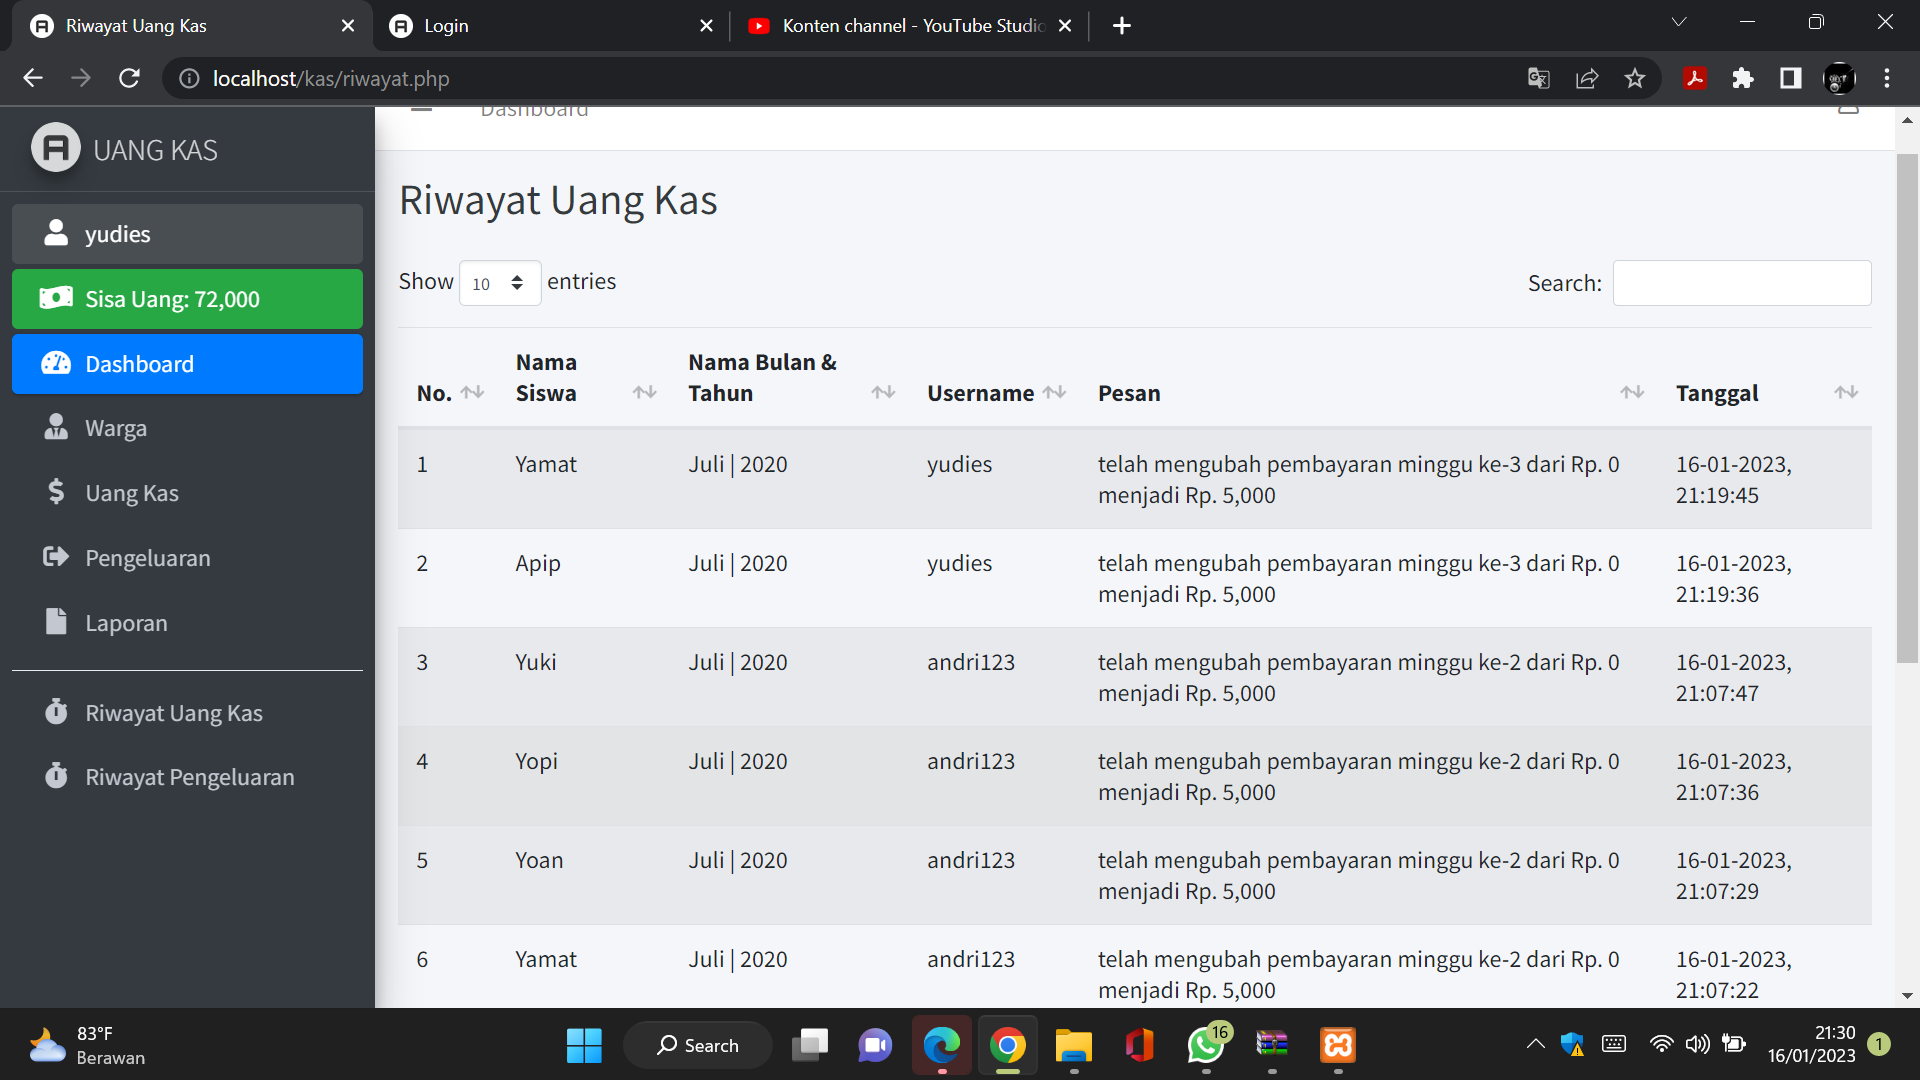 Riwayat Uang Kas
Login
Konten channel - YouTube Studio
localhost/kas/riwayat.php
Dashboard
UANG KAS
yudies
Sisa Uang: 72,000
Dashboard
Warga
Uang Kas
Pengeluaran
Laporan
Riwayat Uang Kas
Riwayat Pengeluaran
Riwayat Uang Kas
Show 10 entries
Search:
No. Nama Siswa Nama Bulan & Tahun Username Pesan Tanggal
1 Yamat Juli | 2020 yudies telah mengubah pembayaran minggu ke-3 dari Rp. 0 16-01-2023,
menjadi Rp. 5,000 21:19:45
2 Apip Juli | 2020 yudies telah mengubah pembayaran minggu ke-3 dari Rp. 0 16-01-2023,
menjadi Rp. 5,000 21:19:36
3 Yuki Juli | 2020 andri123 telah mengubah pembayaran minggu ke-2 dari Rp. 0 16-01-2023,
menjadi Rp. 5,000 21:07:47
4 Yopi Juli | 2020 andri123 telah mengubah pembayaran minggu ke-2 dari Rp. 0 16-01-2023,
menjadi Rp. 5,000 21:07:36
5 Yoan Juli | 2020 andri123 telah mengubah pembayaran minggu ke-2 dari Rp. 0 16-01-2023,
menjadi Rp. 5,000 21:07:29
6 Yamat Juli | 2020 andri123 telah mengubah pembayaran minggu ke-2 dari Rp. 0 16-01-2023,
menjadi Rp. 5,000 21:07:22
83°F
Berawan
Search
16
21:30
16/01/2023
1